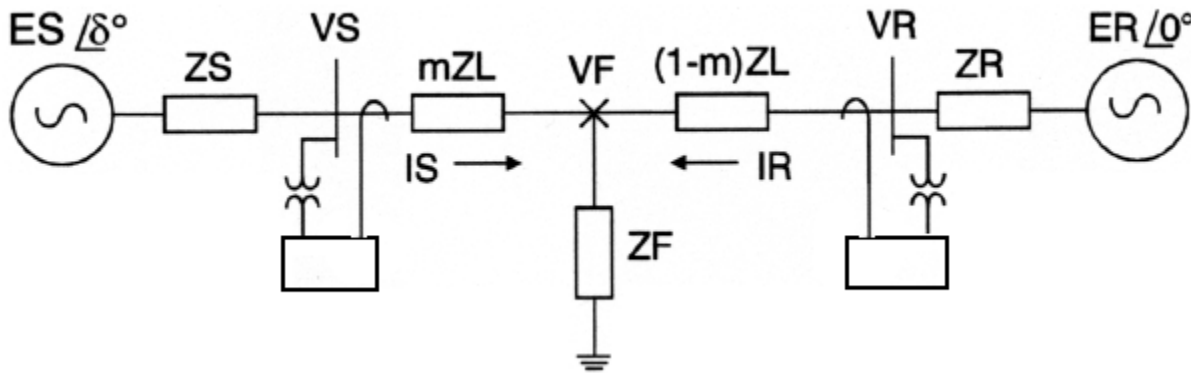 ES /δ°
VS
VR
ER /0°
ZS
mZL
VF
(1-m)ZL
ZR
IS
IR
ZF